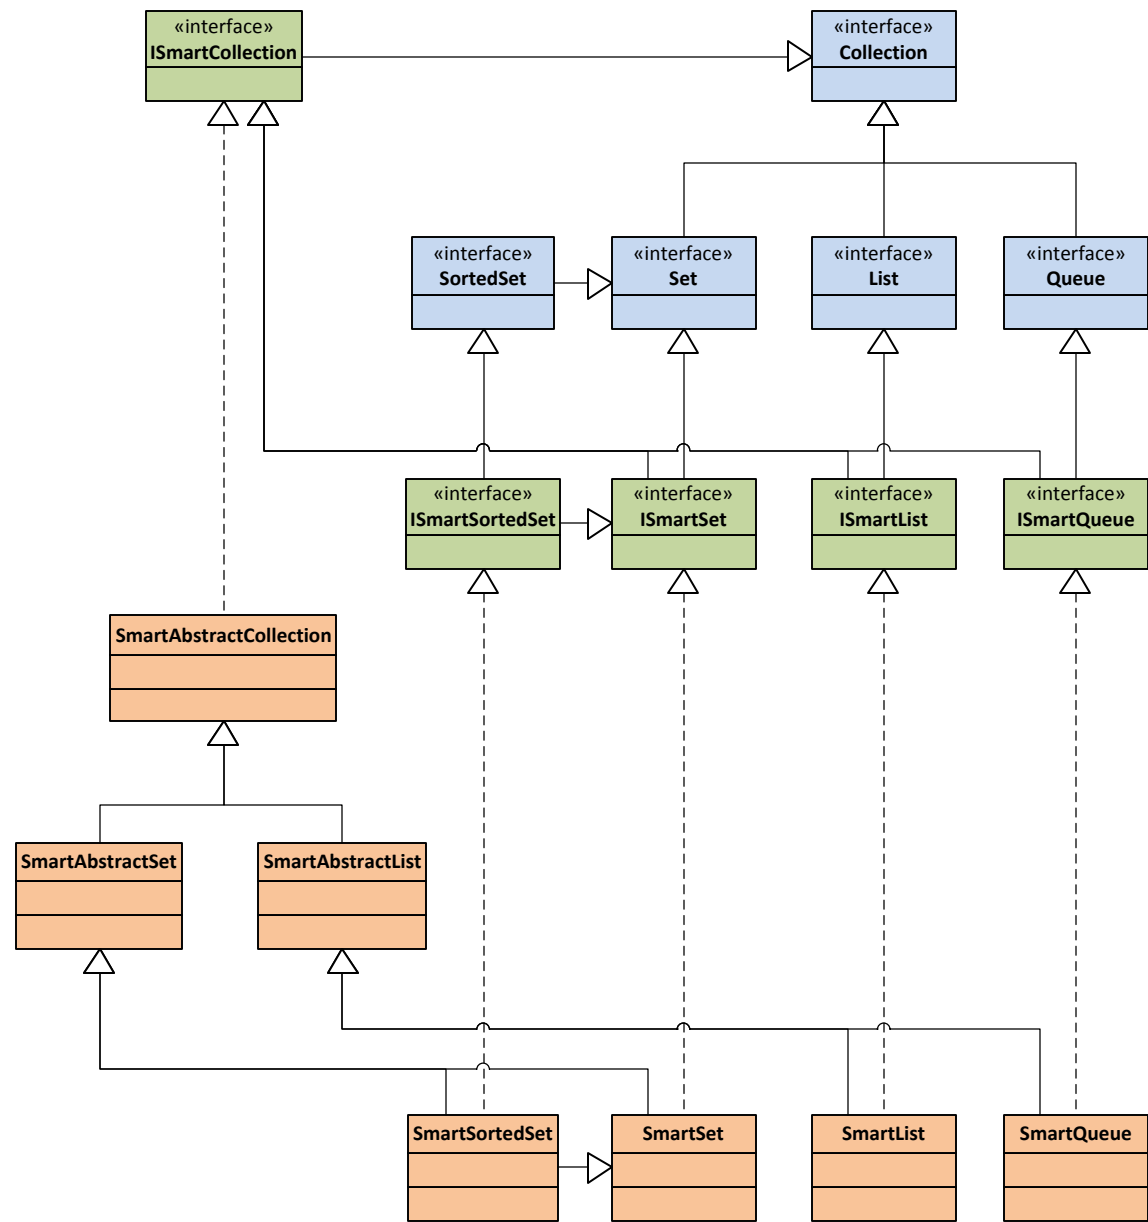 «interface»
ISmartCollection
«interface»
Collection
«interface»
SortedSet
«interface»
Set
«interface»
List
«interface»
Queue
«interface»
ISmartSortedSet
«interface»
ISmartSet
«interface»
ISmartList
«interface»
ISmartQueue
SmartAbstractCollection
SmartAbstractSet
SmartAbstractList
SmartSortedSet
SmartSet
SmartList
SmartQueue